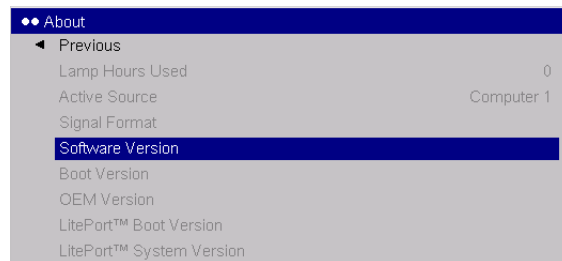 About
Previous
Lamp Hours Used 0
Active Source Computer 1
Signal Format
Software Version
Boot Version
OEM Version
LitePort™ Boot Version
LitePort™ System Version